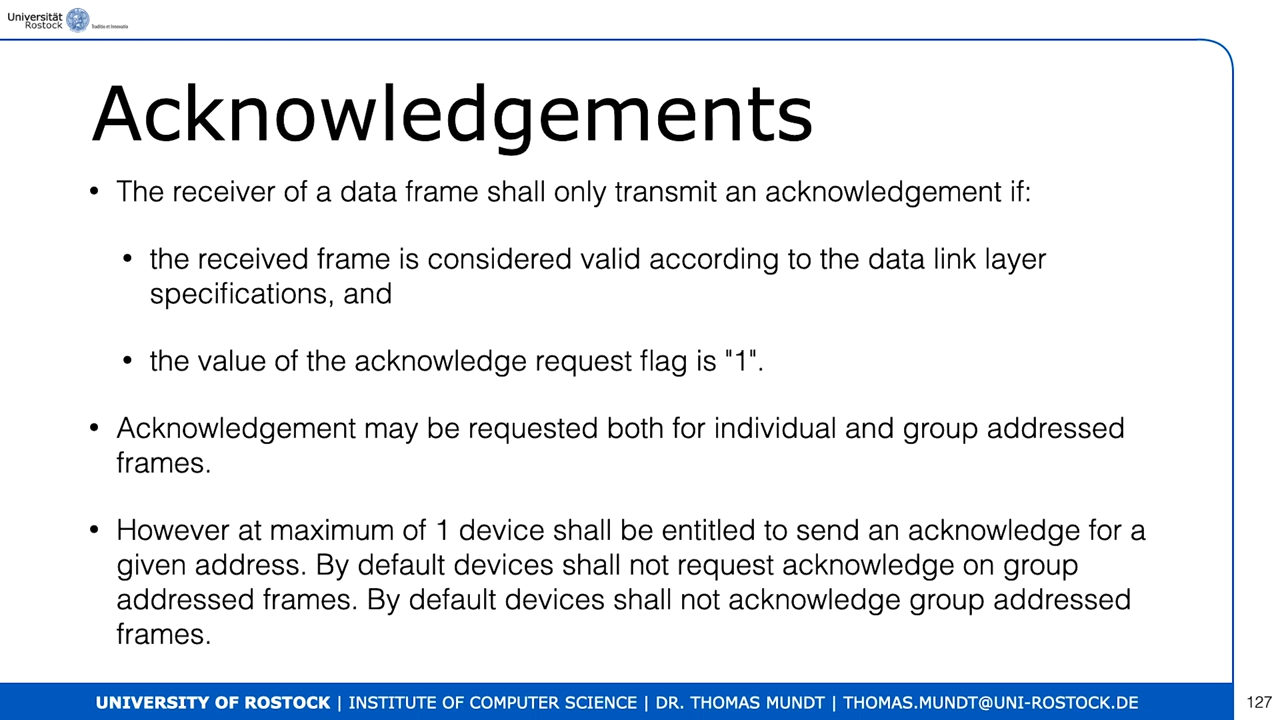 Universität
Rostock
Traditio et Innovatio
Acknowledgements
• The receiver of a data frame shall only transmit an acknowledgement if:
• the received frame is considered valid according to the data link layer
specifications, and
• the value of the acknowledge request flag is "1".
• Acknowledgement may be requested both for individual and group addressed
frames.
• However at maximum of 1 device shall be entitled to send an acknowledge for a
given address. By default devices shall not request acknowledge on group
addressed frames. By default devices shall not acknowledge group addressed
frames.
UNIVERSITY OF ROSTOCK | INSTITUTE OF COMPUTER SCIENCE | DR. THOMAS MUNDT | THOMAS.MUNDT@UNI-ROSTOCK.DE
127